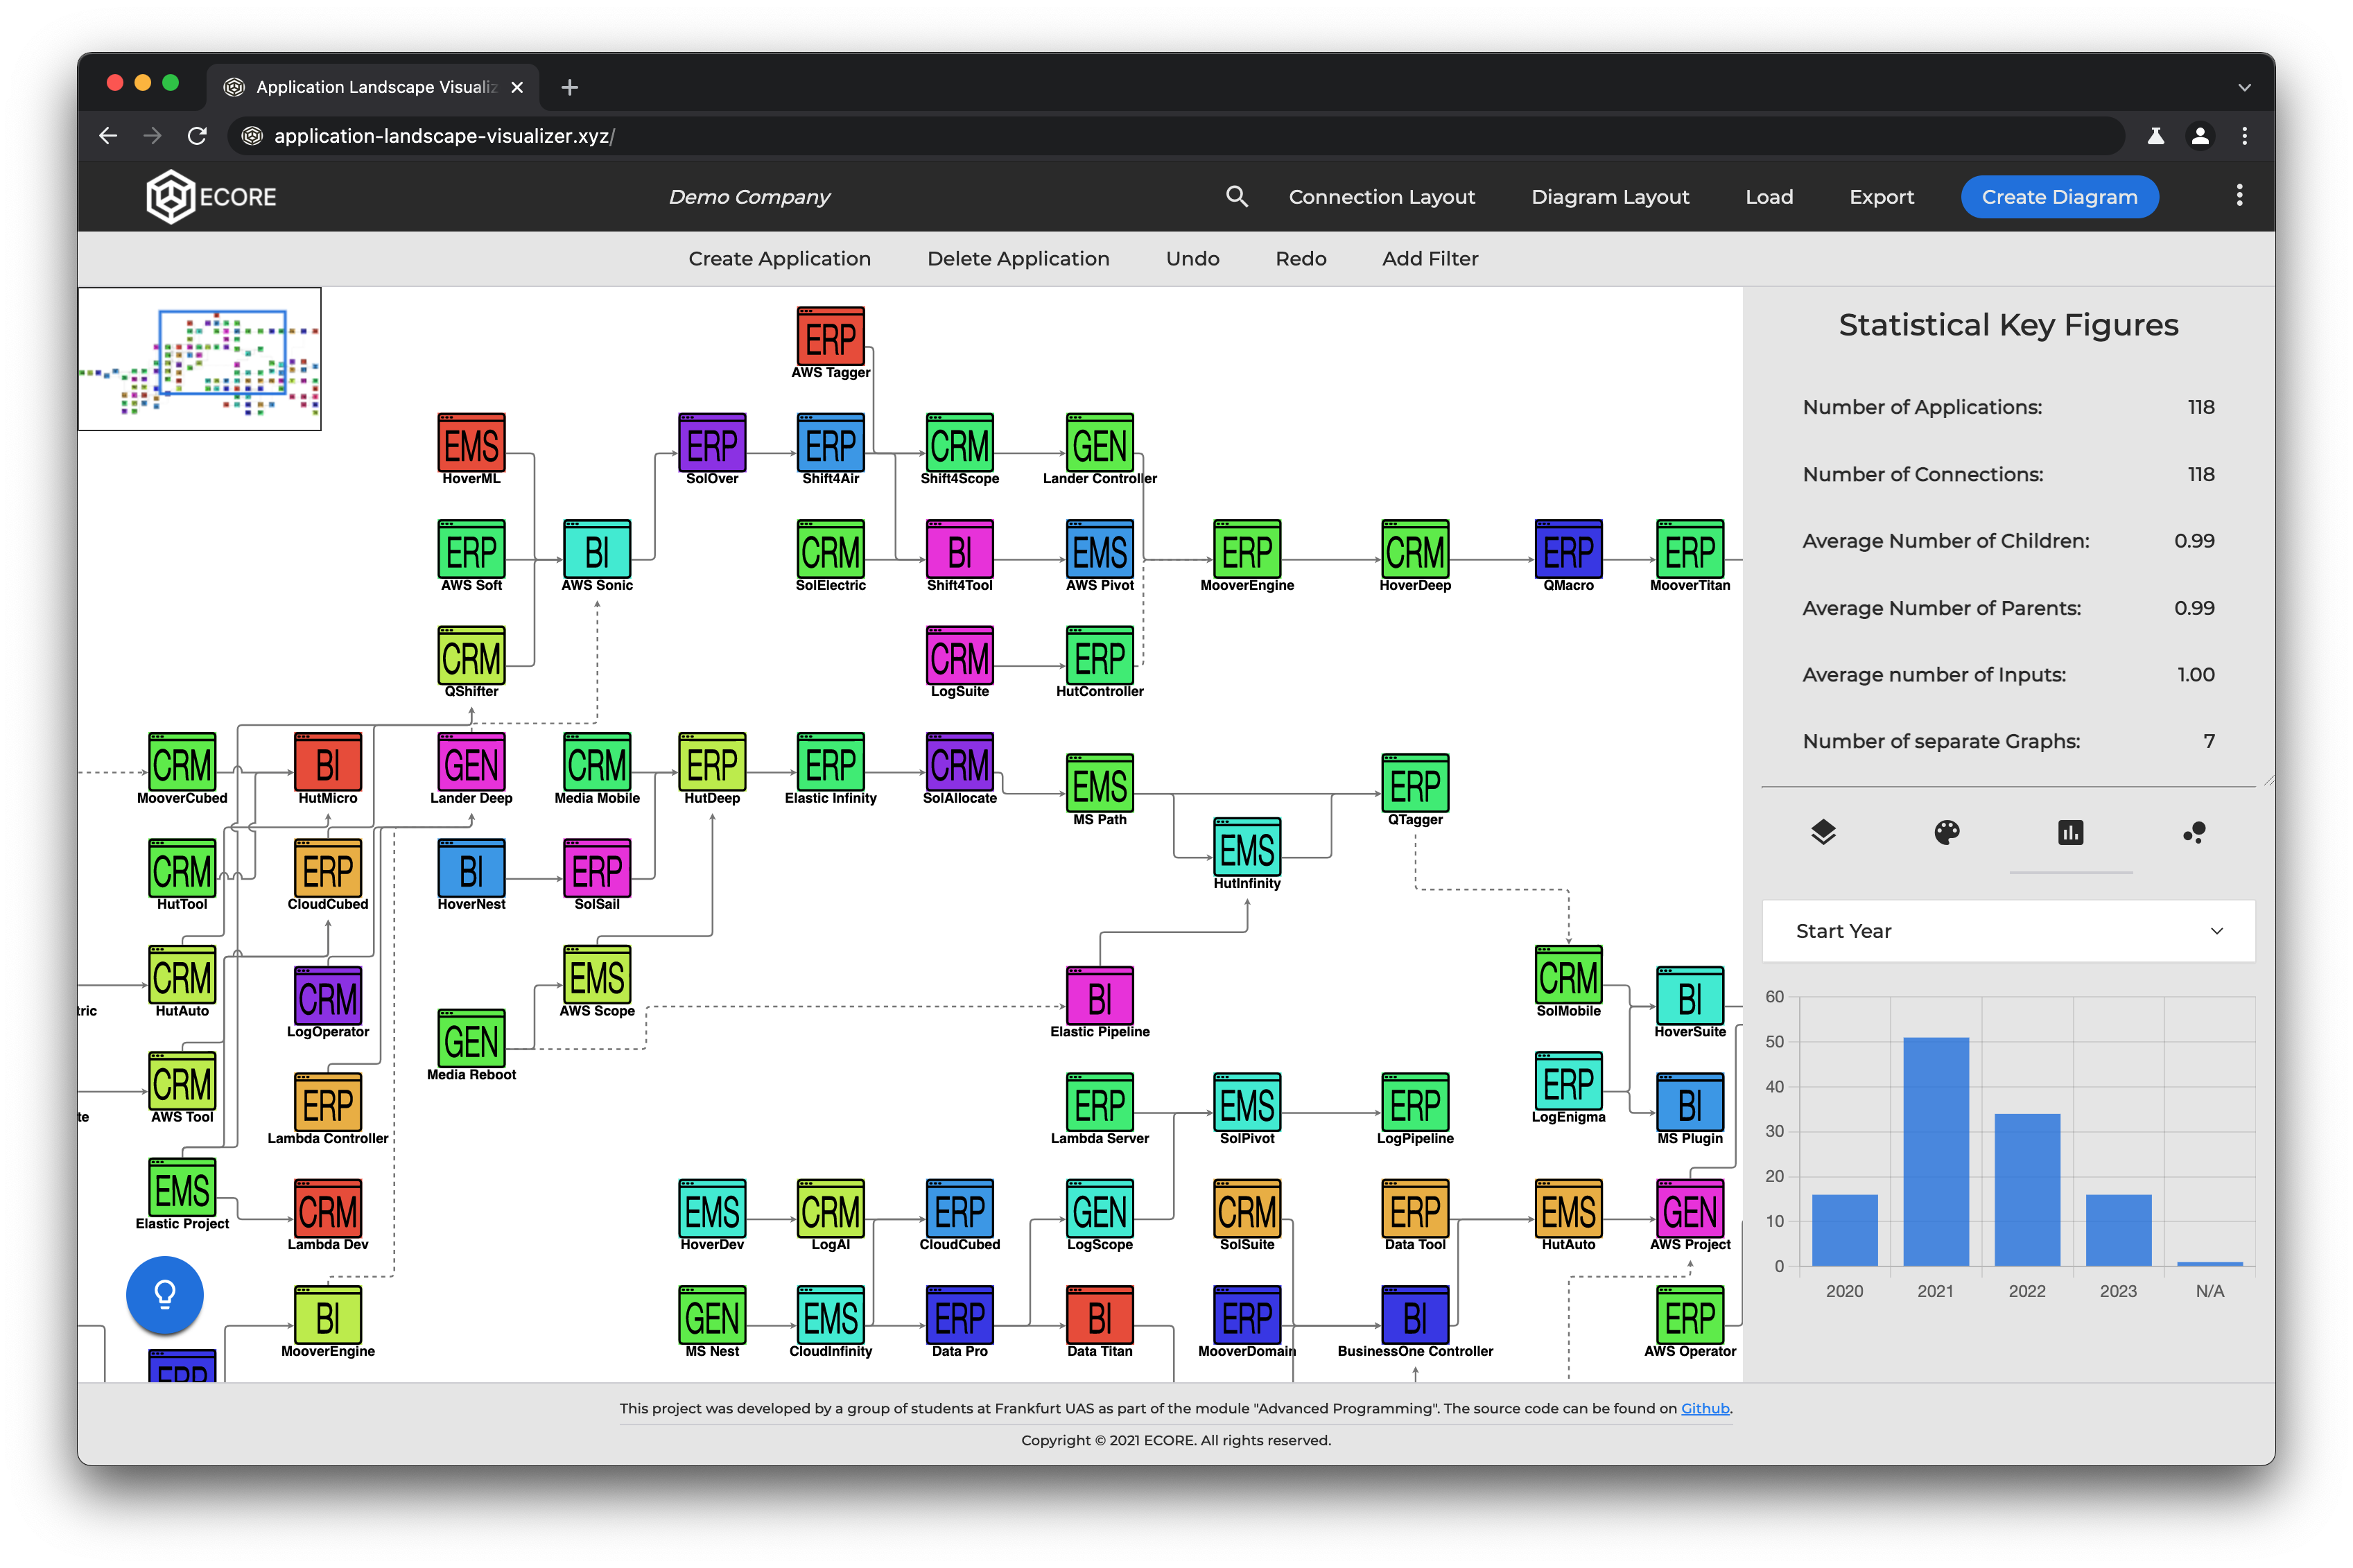 Application Landscape Visualiz
application-landscape-visualizer.xyz/
ECORE
Demo Company
Connection Layout
Diagram Layout
Load
Export
Create Diagram
Create Application
Delete Application
Undo
Redo
Add Filter
ERP
AWS Tagger
EMS
HoverML
ERP
SolOver
ERP
Shift4Air
CRM
Shift4Scope
GEN
Lander Controller
ERP
AWS Soft
BI
AWS Sonic
CRM
SolElectric
BI
Shift4Tool
EMS
AWS Pivot
ERP
MooverEngine
CRM
HoverDeep
ERP
QMacro
ERP
MooverTitan
CRM
QShifter
CRM
LogSuite
ERP
HutController
CRM
MooverCubed
BI
HutMicro
GEN
Lander Deep
CRM
Media Mobile
ERP
HutDeep
ERP
Elastic Infinity
CRM
SolAllocate
EMS
MS Path
ERP
QTagger
CRM
HutTool
ERP
CloudCubed
BI
HoverNest
ERP
SolSail
EMS
HutInfinity
tric
CRM
HutAuto
CRM
LogOperator
EMS
AWS Scope
BI
Elastic Pipeline
CRM
SolMobile
BI
HoverSuite
te
CRM
AWS Tool
ERP
Lambda Controller
GEN
Media Reboot
ERP
Lambda Server
EMS
SolPivot
ERP
LogPipeline
ERP
LogEnigma
BI
MS Plugin
EMS
Elastic Project
CRM
Lambda Dev
EMS
HoverDev
CRM
LogAI
ERP
CloudCubed
GEN
LogScope
CRM
SolSuite
ERP
Data Tool
EMS
HutAuto
GEN
AWS Project
BI
MooverEngine
GEN
MS Nest
EMS
CloudInfinity
ERP
Data Pro
BI
Data Titan
ERP
MooverDomain
BI
BusinessOne Controller
ERP
AWS Operator
ERP
Statistical Key Figures
Number of Applications: 118
Number of Connections: 118
Average Number of Children: 0.99
Average Number of Parents: 0.99
Average number of Inputs: 1.00
Number of separate Graphs: 7
Start Year
60
50
40
30
20
10
0
2020 2021 2022 2023 N/A
This project was developed by a group of students at Frankfurt UAS as part of the module "Advanced Programming". The source code can be found on Github.
Copyright © 2021 ECORE. All rights reserved.